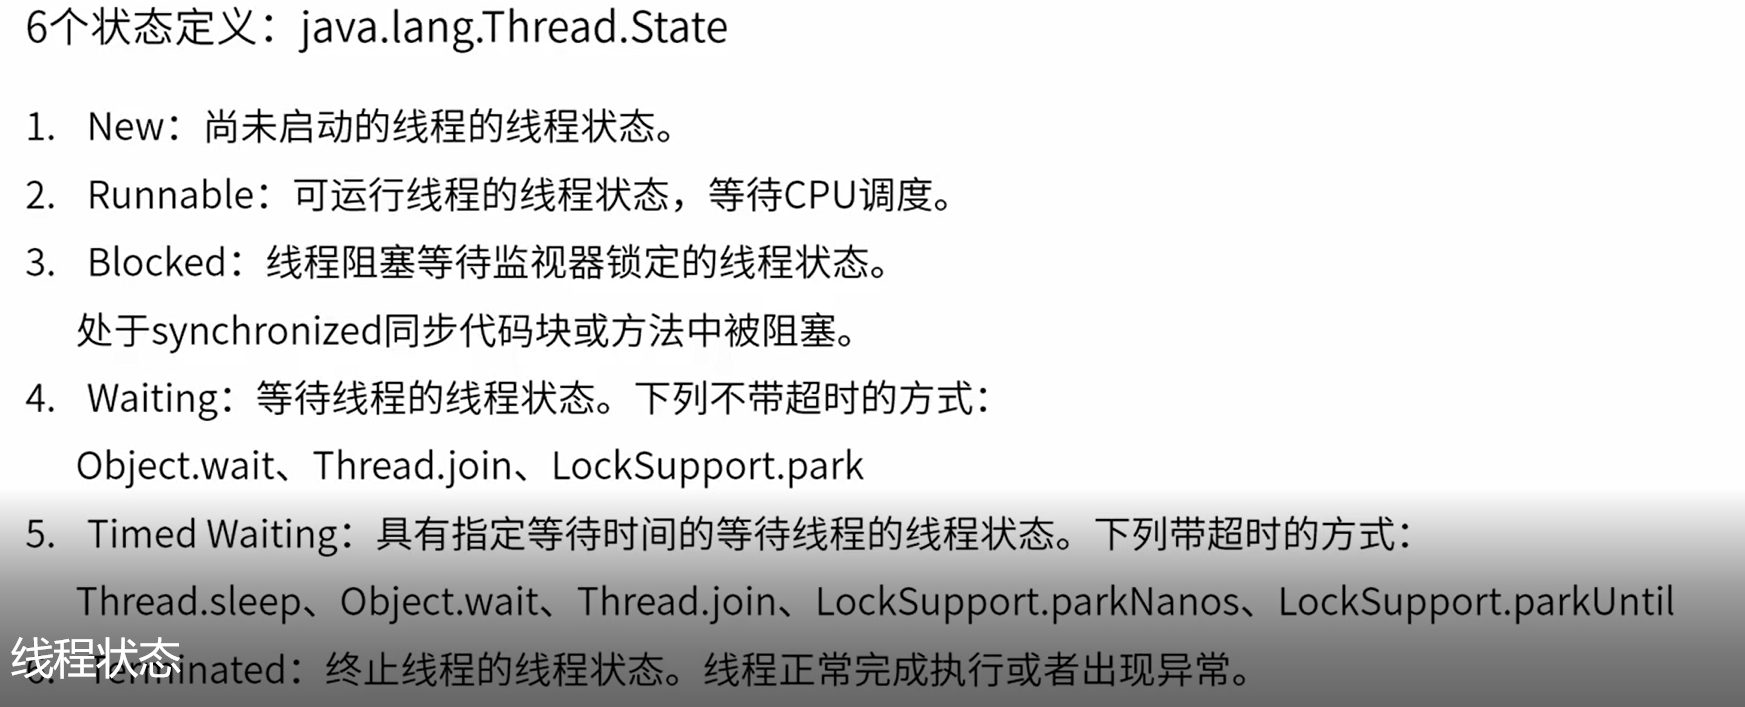 6个状态定义：java.lang.Thread.State
1. New：尚未启动的线程的线程状态。
2. Runnable：可运行线程的线程状态，等待CPU调度。
3. Blocked：线程阻塞等待监视器锁定的线程状态。
处于synchronized同步代码块或方法中被阻塞。
4. Waiting：等待线程的线程状态。下列不带超时的方式：
Object.wait、Thread.join、LockSupport.park
5. Timed Waiting：具有指定等待时间的等待线程的线程状态。下列带超时的方式：
Thread.sleep、Object.wait、Thread.join、LockSupport.parkNanos、LockSupport.parkUntil
6. Terminated：终止线程的线程状态。线程正常完成执行或者出现异常。
线程状态